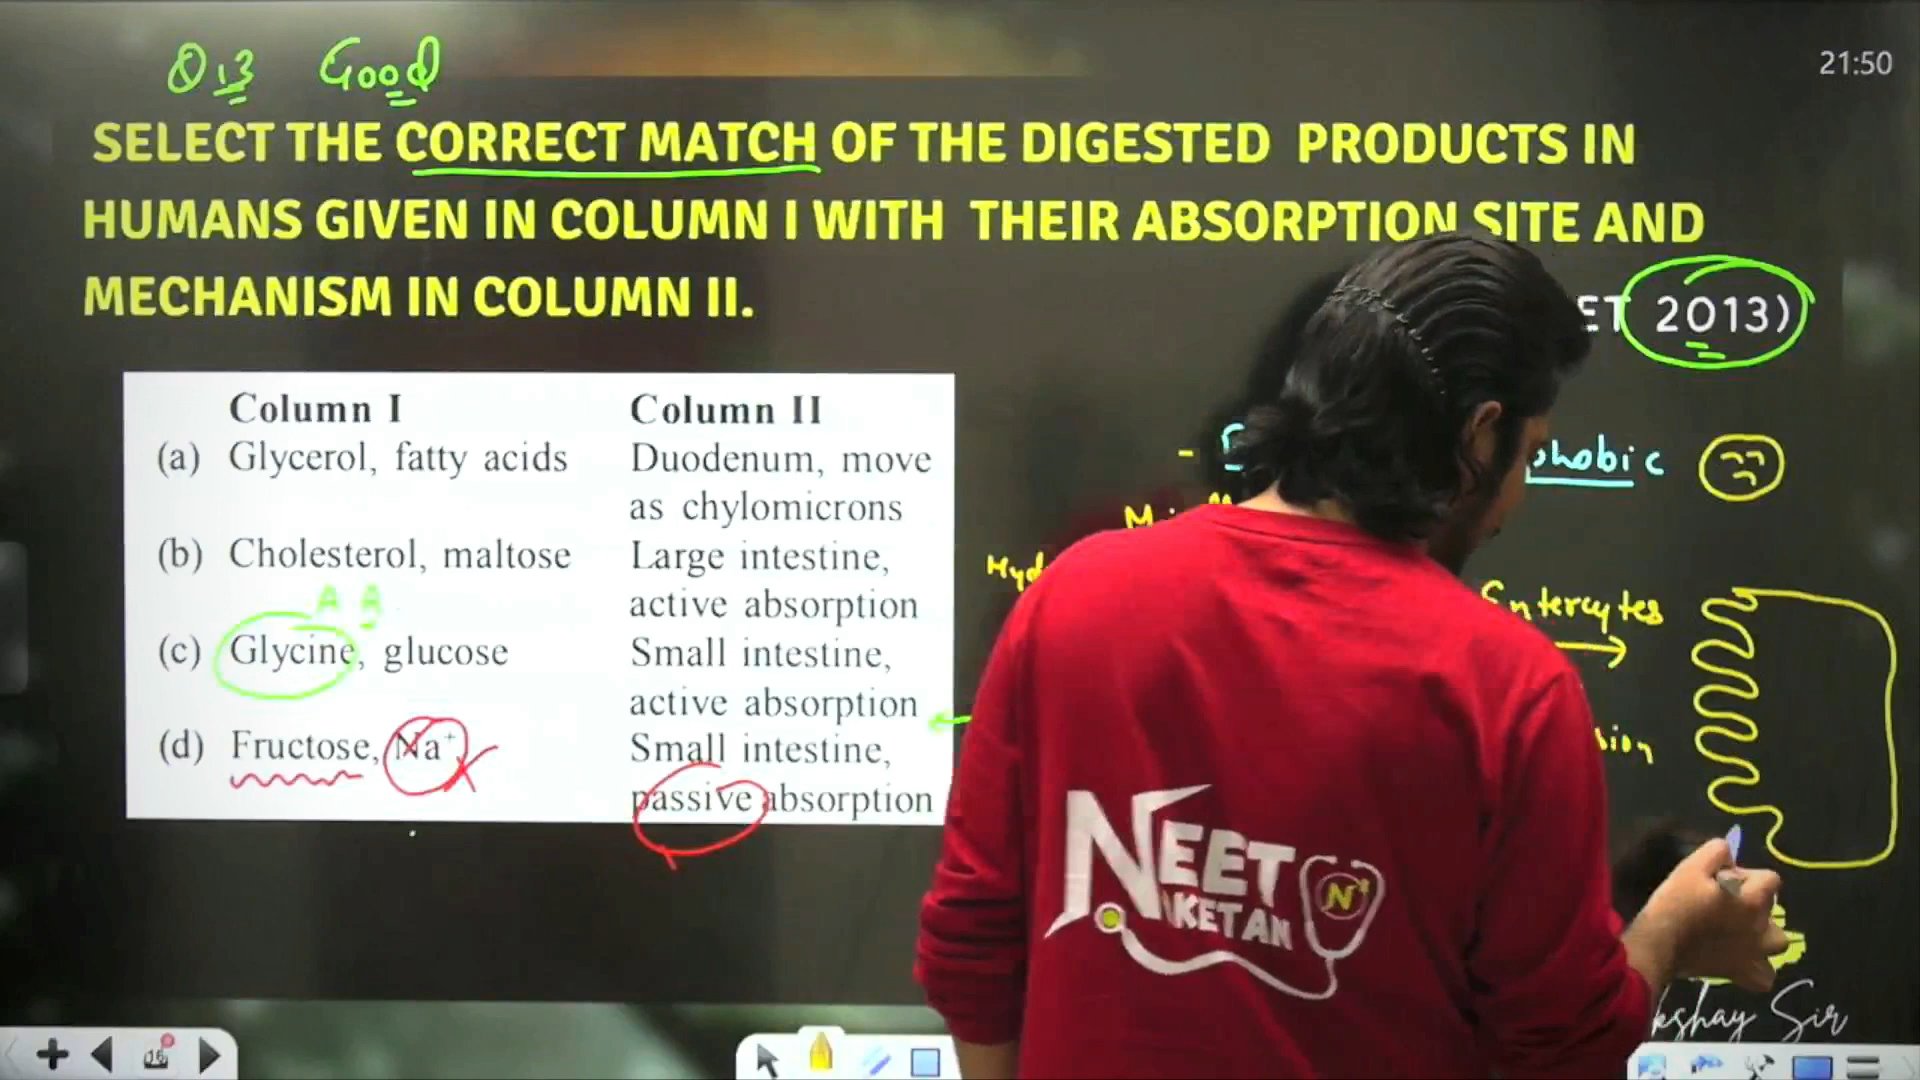 Q13 Good
21:50
SELECT THE CORRECT MATCH OF THE DIGESTED PRODUCTS IN
HUMANS GIVEN IN COLUMN I WITH THEIR ABSORPTION SITE AND
MECHANISM IN COLUMN II.
ET 2013)
Column I Column II
(a) Glycerol, fatty acids Duodenum, move
as chylomicrons
(b) Cholesterol, maltose Large intestine,
active absorption
(c) Glycine, glucose Small intestine,
active absorption
(d) Fructose, Na+ Small intestine,
passive absorption
phobic
Entercytes
NEET
Sir